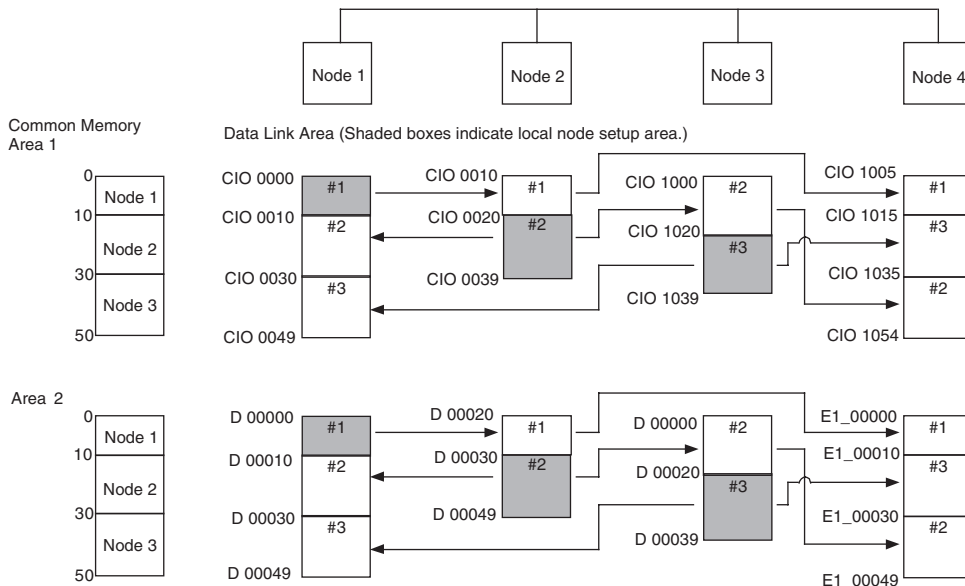 Node 1 Node 2 Node 3 Node 4
Common Memory
Area 1
Data Link Area (Shaded boxes indicate local node setup area.)
0 Node 1
10 Node 2
30 Node 3
50
CIO 0000 #1
CIO 0010 #2
CIO 0030 #3
CIO 0049
CIO 0010 #1
CIO 0020 #2
CIO 0039
CIO 1000 #2
CIO 1020 #3
CIO 1039
CIO 1005 #1
CIO 1015 #3
CIO 1035 #2
CIO 1054
Area 2
0 Node 1
10 Node 2
30 Node 3
50
D 00000 #1
D 00010 #2
D 00030 #3
D 00049
D 00020 #1
D 00030 #2
D 00049
D 00000 #2
D 00020 #3
D 00039
E1_00000 #1
E1_00010 #3
E1_00030 #2
E1_00049